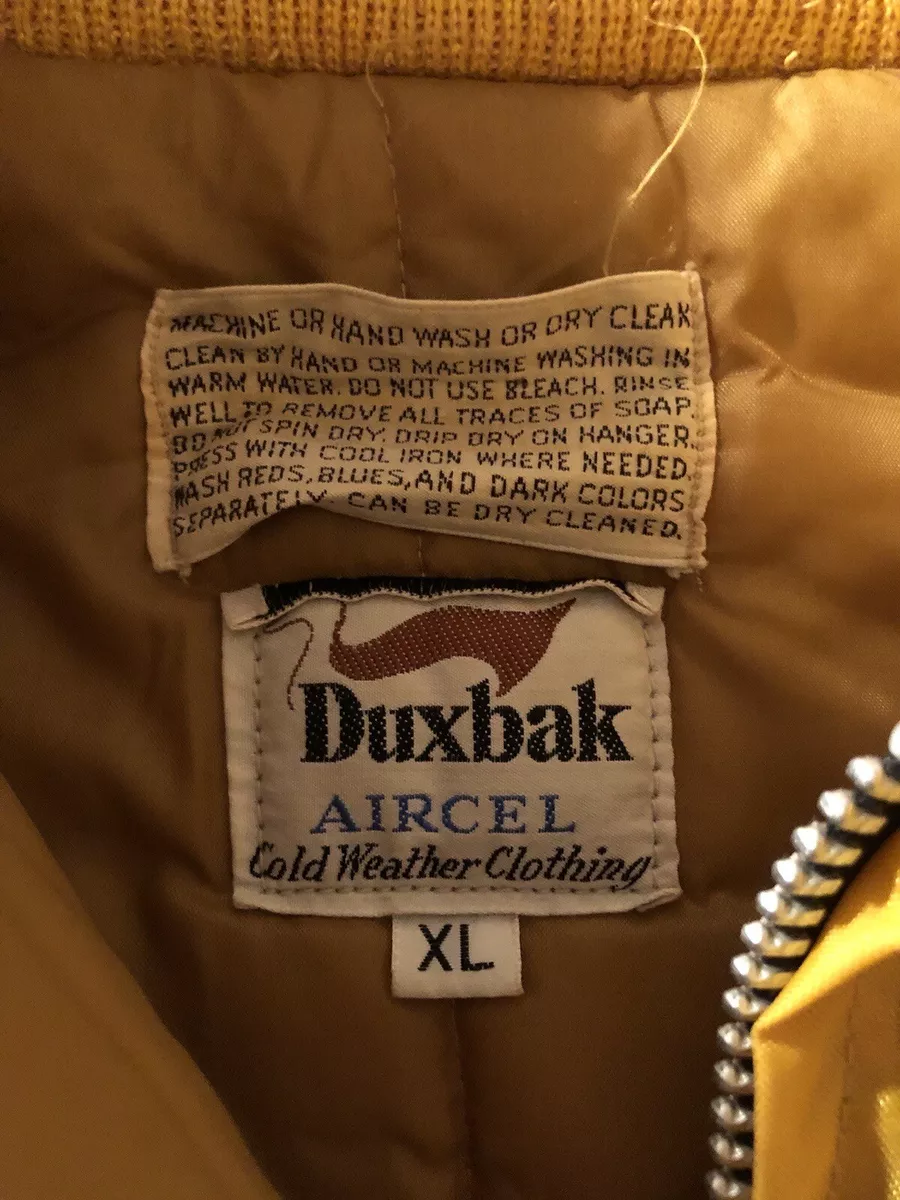 MACHINE OR HAND WASH OR DRY CLEAN
CLEAN BY HAND OR MACHINE WASHING IN
WARM WATER. DO NOT USE BLEACH. RINSE
WELL TO REMOVE ALL TRACES OF SOAP.
DO NOT SPIN DRY. DRIP DRY ON HANGER.
PRESS WITH COOL IRON WHERE NEEDED.
WASH REDS, BLUES, AND DARK COLORS
SEPARATELY. CAN BE DRY CLEANED.
Duxbak
AIRCEL
Cold Weather Clothing
XL